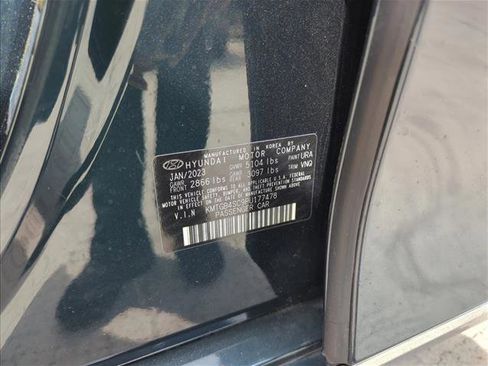 MANUFACTURED IN KOREA BY
HYUNDAI MOTOR COMPANY
JAN/2023 GVWR 5104 lbs PAINT URA
GAWR FRONT 2866 lbs GAWR REAR 3097 lbs TRIM VNQ
THIS VEHICLE CONFORMS TO ALL APPLICABLE U.S.A. FEDERAL
MOTOR VEHICLE SAFETY, BUMPER, AND THEFT PREVENTION STANDARDS
IN EFFECT ON THE DATE OF MANUFACTURE SHOWN ABOVE.
V.I.N KMTGB4SC9PU177478
PASSENGER CAR